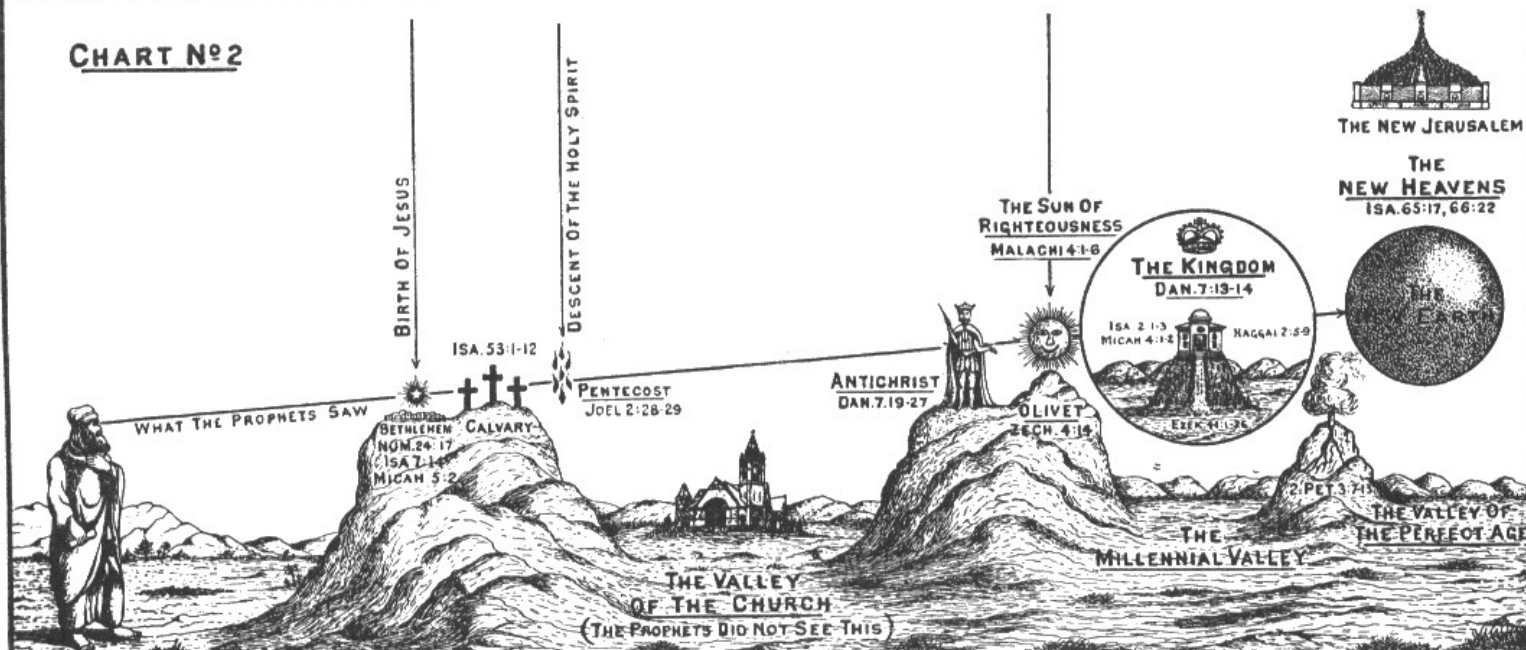 CHART Nº 2
BIRTH OF JESUS
DESCENT OF THE HOLY SPIRIT
WHAT THE PROPHETS SAW
BETHLEHEM
NUM. 24:17
ISA 7:14
MICAH 5:2
ISA. 53:1-12
CALVARY
PENTECOST
JOEL 2:28-29
THE VALLEY
OF THE CHURCH
(THE PROPHETS DID NOT SEE THIS)
ANTICHRIST
DAN. 7.19-27
THE SUN OF
RIGHTEOUSNESS
MALACHI 4:1-6
OLIVET
ZECH. 4:14
THE KINGDOM
DAN. 7:13-14
ISA 2 1-3
MICAH 4:1-2
HAGGAI 2:5-9
EZEK
THE
MILLENNIAL VALLEY
THE NEW JERUSALEM
THE
NEW HEAVENS
ISA. 65:17, 66:22
THE
EARTH
2 PET. 3:7-13
THE VALLEY OF
THE PERFECT AGE